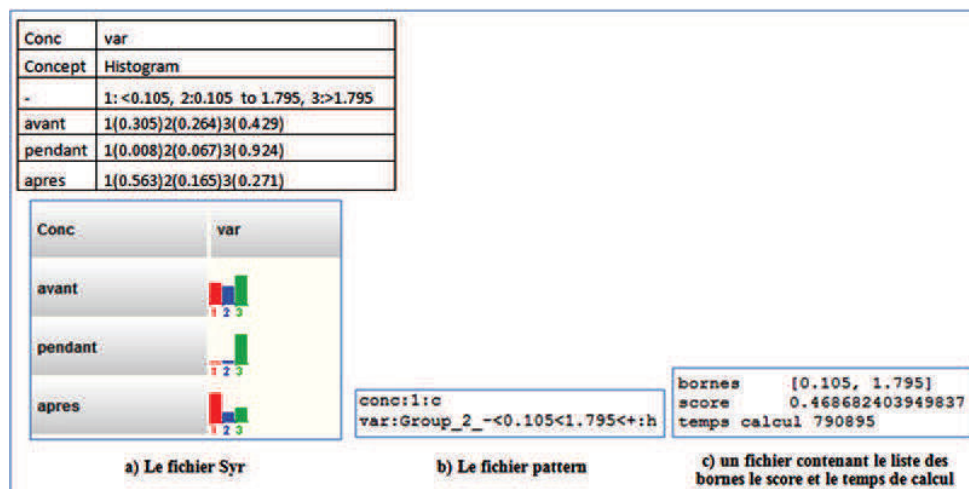 Conc var
Concept Histogram
- 1: <0.105, 2:0.105 to 1.795, 3:>1.795
avant 1(0.305)2(0.264)3(0.429)
pendant 1(0.008)2(0.067)3(0.924)
apres 1(0.563)2(0.165)3(0.271)
Conc var
avant
1 2 3
pendant
1 2 3
apres
1 2 3
a) Le fichier Syr
conc:1:c
var:Group_2_-<0.105<1.795<+:h
b) Le fichier pattern
bornes [0.105, 1.795]
score 0.468682403949837
temps calcul 790895
c) un fichier contenant le liste des
bornes le score et le temps de calcul